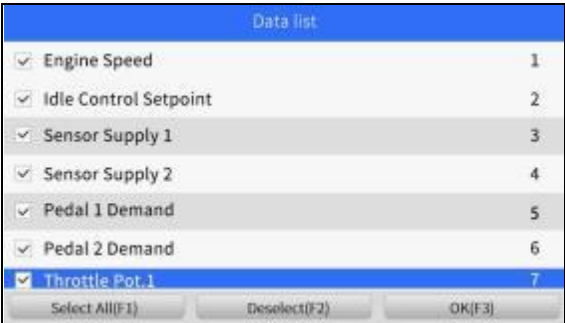 Data list
Engine Speed 1
Idle Control Setpoint 2
Sensor Supply 1 3
Sensor Supply 2 4
Pedal 1 Demand 5
Pedal 2 Demand 6
Throttle Pot.1 7
Select All(F1) Deselect(F2) OK(F3)